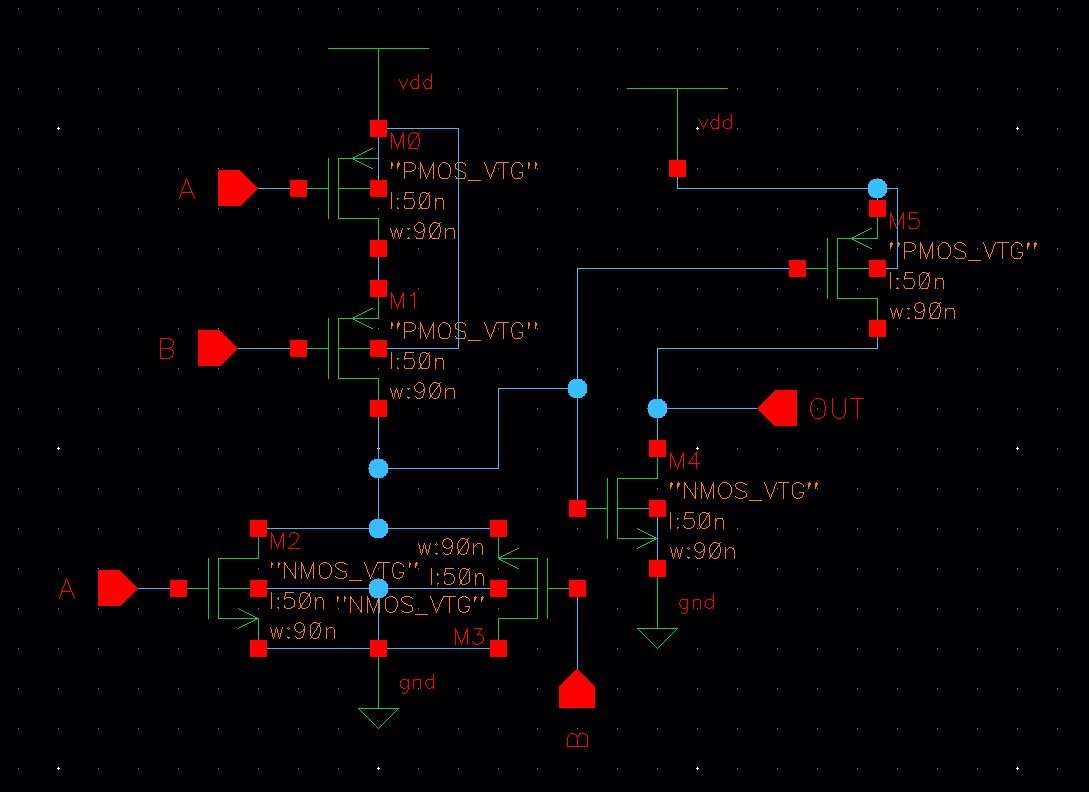 vdd
M0
A
"PMOS_VTG"
l:50n
w:90n
M1
B
"PMOS_VTG"
l:50n
w:90n
vdd
M5
"PMOS_VTG"
l:50n
w:90n
OUT
M4
"NMOS_VTG"
l:50n
w:90n
gnd
M2
A
"NMOS_VTG"
l:50n
w:90n
w:90n
l:50n
"NMOS_VTG"
M3
gnd
B